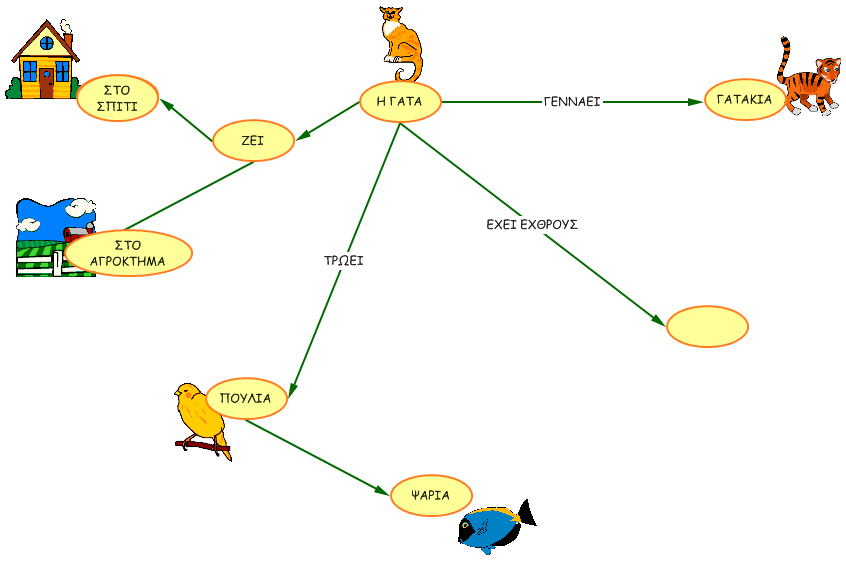 Η ΓΑΤΑ
ΓΕΝΝΑΕΙ
ΓΑΤΑΚΙΑ
ΣΤΟ
ΣΠΙΤΙ
ΖΕΙ
ΕΧΕΙ ΕΧΘΡΟΥΣ
ΣΤΟ
ΑΓΡΟΚΤΗΜΑ
ΤΡΩΕΙ
ΠΟΥΛΙΑ
ΨΑΡΙΑ